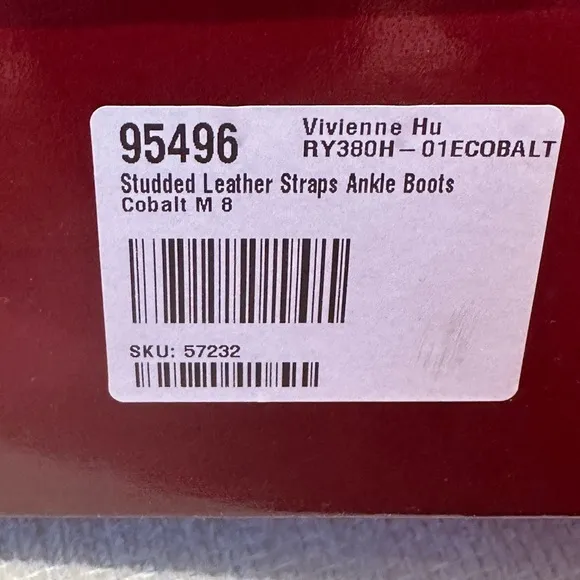 95496
Vivienne Hu
RY380H-01ECOBALT
Studded Leather Straps Ankle Boots
Cobalt M 8
SKU: 57232